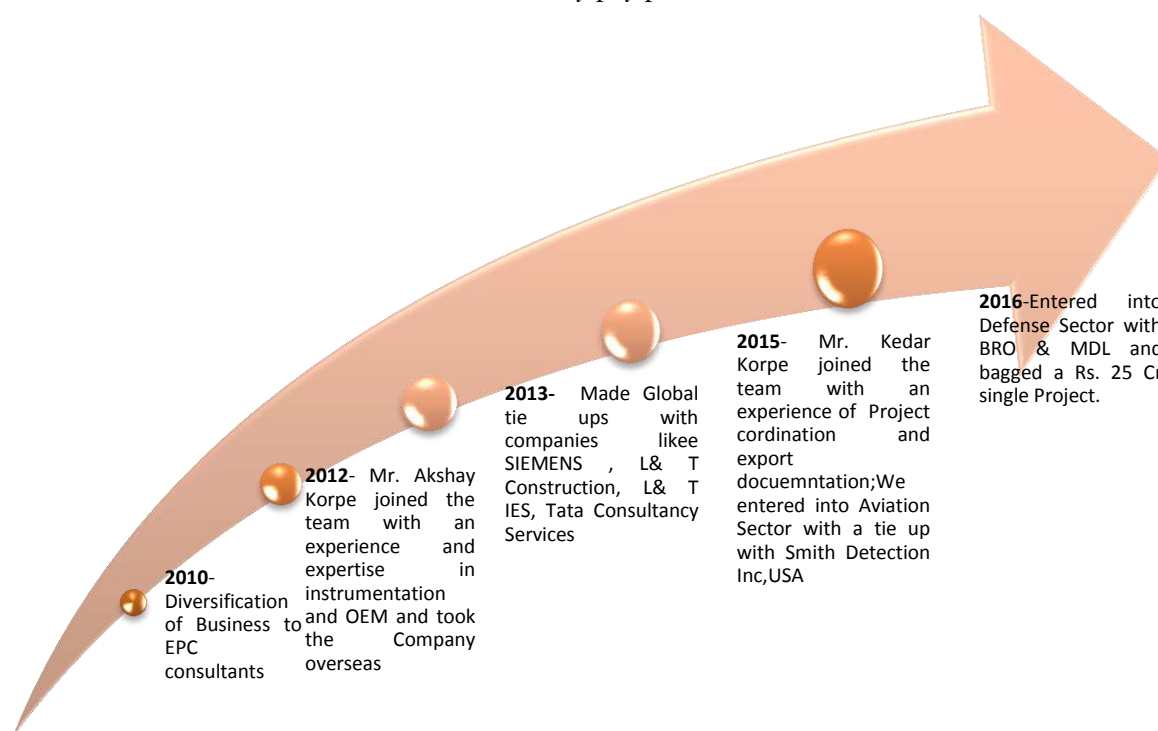 2010-
Diversification
of Business to
EPC
consultants
2012- Mr. Akshay
Korpe joined the
team with an
experience and
expertise in
instrumentation
and OEM and took
the Company
overseas
2013- Made Global
tie ups with
companies likee
SIEMENS , L& T
Construction, L& T
IES, Tata Consultancy
Services
2015- Mr. Kedar
Korpe joined the
team with an
experience of Project
cordination and
export
docuemntation;We
entered into Aviation
Sector with a tie up
with Smith Detection
Inc,USA
2016-Entered into
Defense Sector with
BRO & MDL and
bagged a Rs. 25 Cr
single Project.